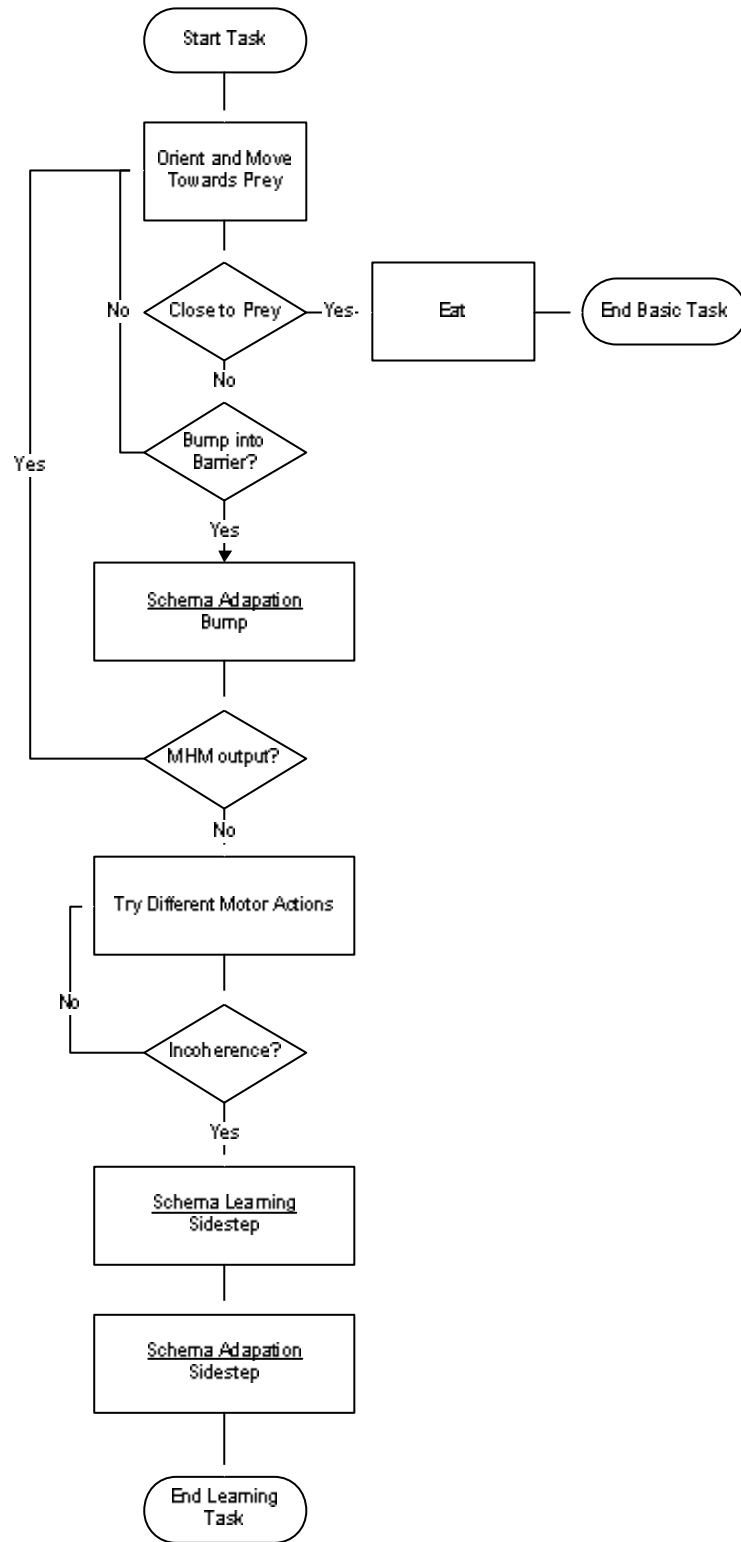 Start Task
Orient and Move
Towards Prey
No
Close to Prey
Yes
Eat
End Basic Task
No
Bump into
Barrier?
Yes
Yes
Schema Adapation
Bump
MHM output?
No
Try Different Motor Actions
No
Incoherence?
Yes
Schema Learning
Sidestep
Schema Adapation
Sidestep
End Learning
Task